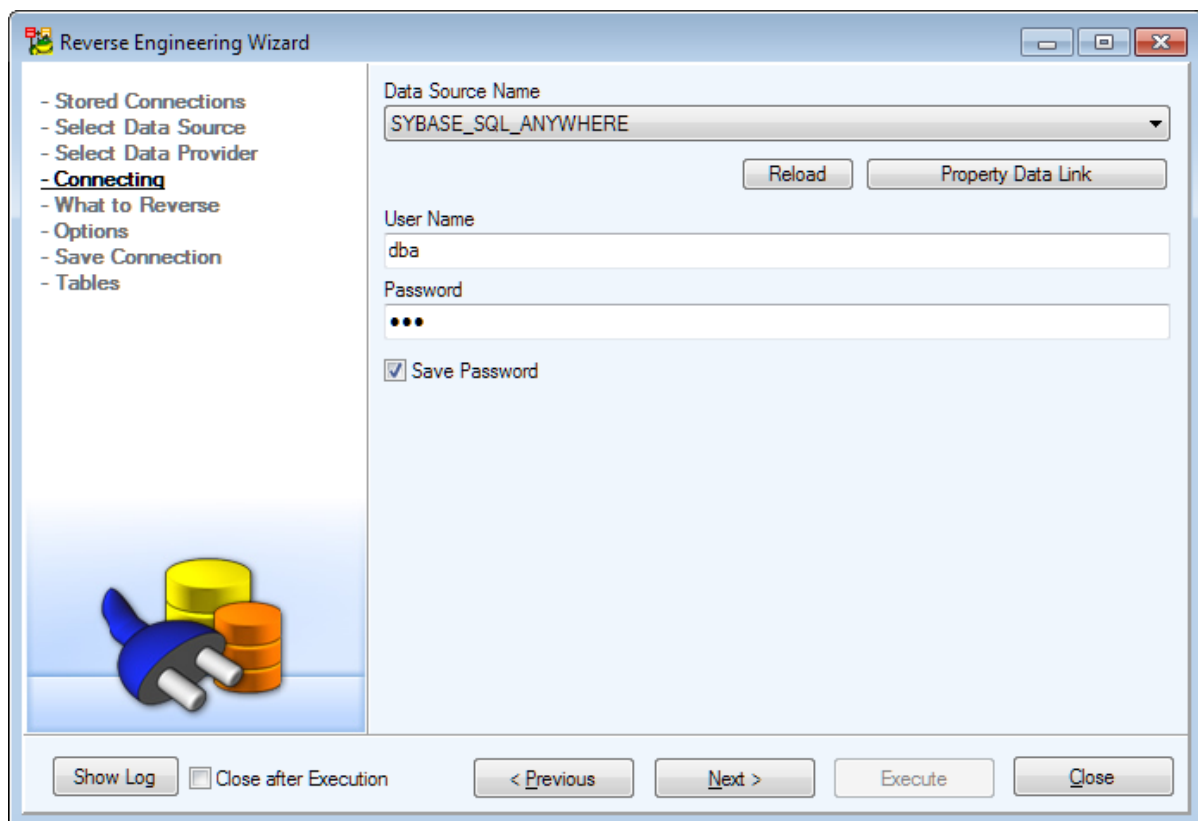 Reverse Engineering Wizard
- Stored Connections
- Select Data Source
- Select Data Provider
- Connecting
- What to Reverse
- Options
- Save Connection
- Tables
Data Source Name
SYBASE_SQL_ANYWHERE
Reload
Property Data Link
User Name
dba
Password
•••
Save Password
Show Log
Close after Execution
< Previous
Next >
Execute
Close